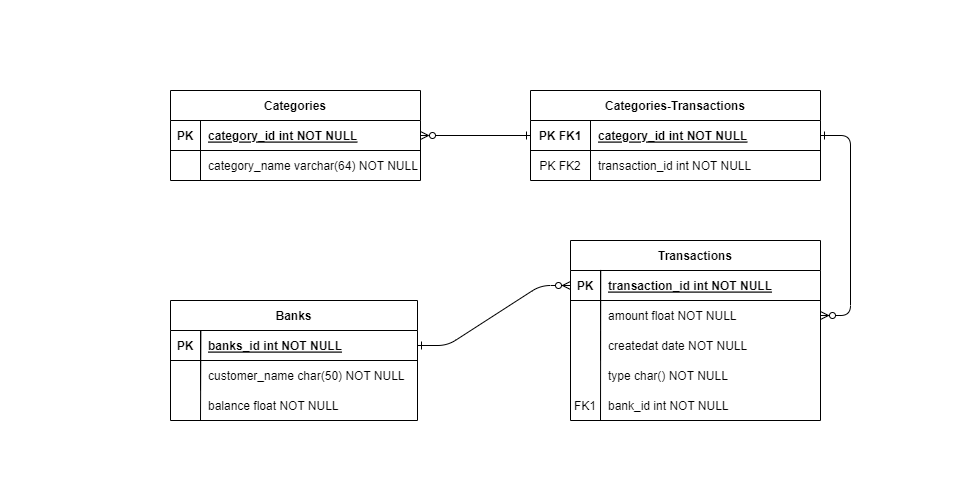 Categories
PK category_id int NOT NULL
category_name varchar(64) NOT NULL
Categories-Transactions
PK FK1 category_id int NOT NULL
PK FK2 transaction_id int NOT NULL
Transactions
PK transaction_id int NOT NULL
amount float NOT NULL
createdat date NOT NULL
type char() NOT NULL
FK1 bank_id int NOT NULL
Banks
PK banks_id int NOT NULL
customer_name char(50) NOT NULL
balance float NOT NULL